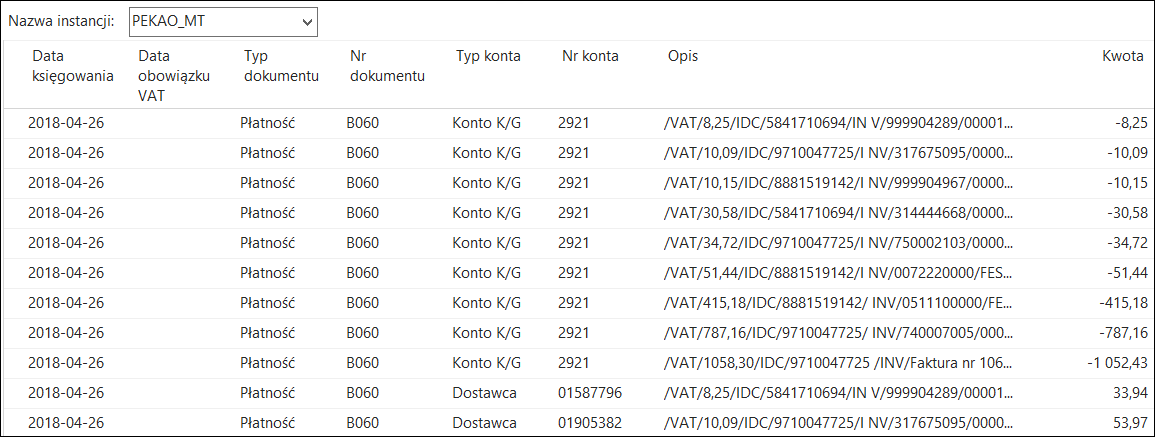 Nazwa instancji: PEKAO_MT
Data księgowania Data obowiązku VAT Typ dokumentu Nr dokumentu Typ konta Nr konta Opis Kwota
2018-04-26 Płatność B060 Konto K/G 2921 /VAT/8,25/IDC/5841710694/IN V/999904289/00001... -8,25
2018-04-26 Płatność B060 Konto K/G 2921 /VAT/10,09/IDC/9710047725/I NV/317675095/0000... -10,09
2018-04-26 Płatność B060 Konto K/G 2921 /VAT/10,15/IDC/8881519142/I NV/999904967/0000... -10,15
2018-04-26 Płatność B060 Konto K/G 2921 /VAT/30,58/IDC/5841710694/I NV/314444668/0000... -30,58
2018-04-26 Płatność B060 Konto K/G 2921 /VAT/34,72/IDC/9710047725/I NV/750002103/0000... -34,72
2018-04-26 Płatność B060 Konto K/G 2921 /VAT/51,44/IDC/8881519142/I NV/0072220000/FES... -51,44
2018-04-26 Płatność B060 Konto K/G 2921 /VAT/415,18/IDC/8881519142/ INV/0511100000/FE... -415,18
2018-04-26 Płatność B060 Konto K/G 2921 /VAT/787,16/IDC/9710047725/ INV/740007005/000... -787,16
2018-04-26 Płatność B060 Konto K/G 2921 /VAT/1058,30/IDC/9710047725 /INV/Faktura nr 106... -1 052,43
2018-04-26 Płatność B060 Dostawca 01587796 /VAT/8,25/IDC/5841710694/IN V/999904289/00001... 33,94
2018-04-26 Płatność B060 Dostawca 01905382 /VAT/10,09/IDC/9710047725/I NV/317675095/0000... 53,97